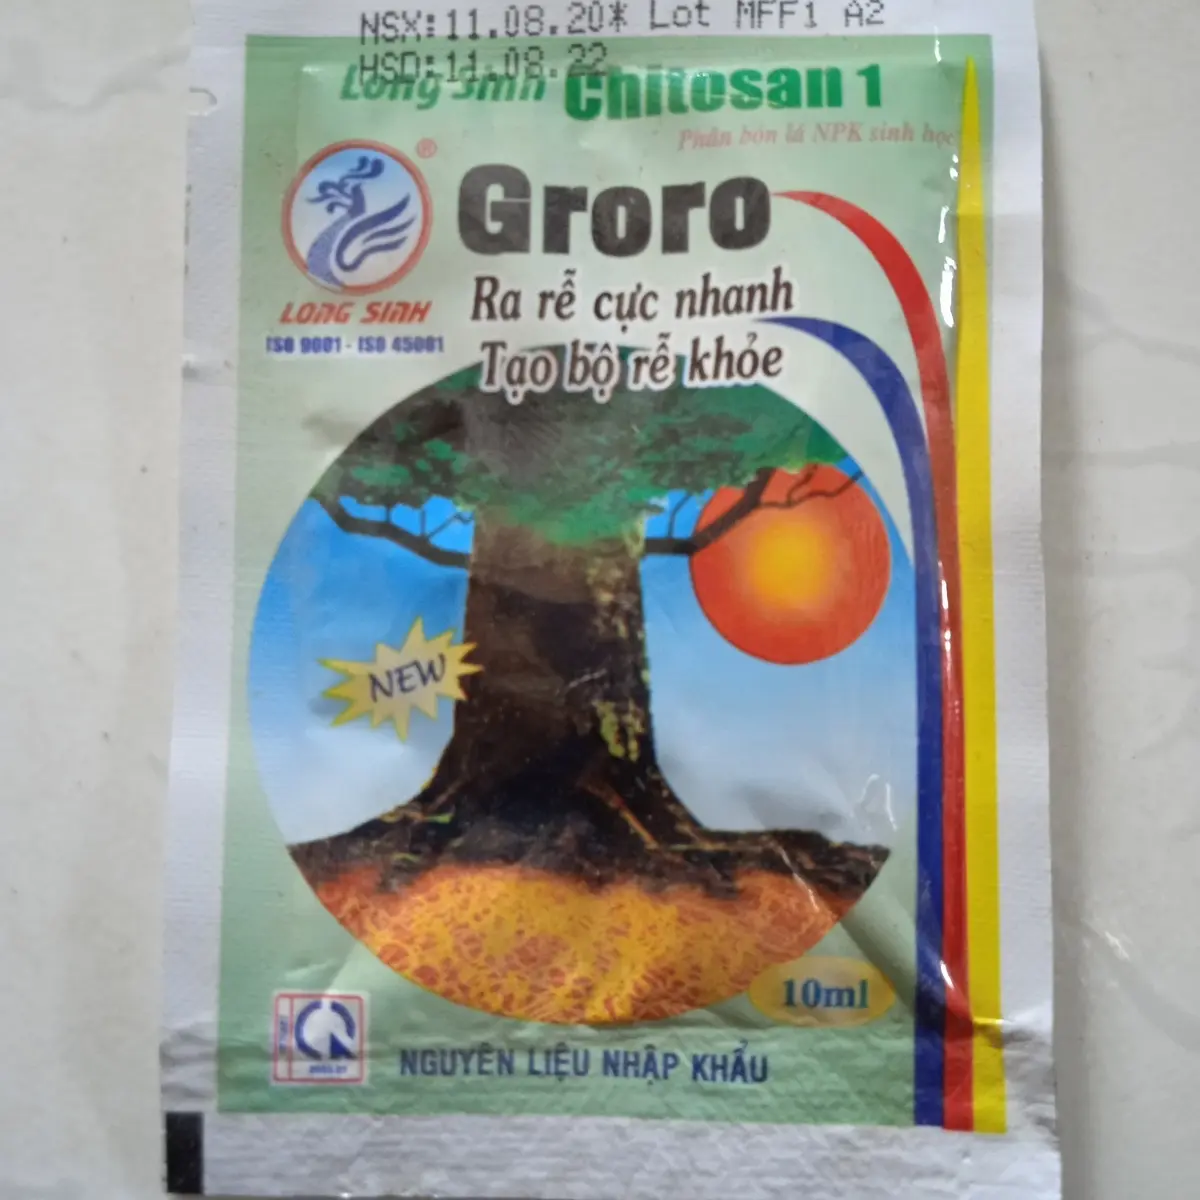 NSX:11.08.20* Lot MFF1 A2
HSD:11.08.22
Long Sinh Chitosan 1
Phân bón lá NPK sinh học
®
Groro
LONG SINH
ISO 9001 - ISO 45001
Ra rễ cực nhanh
Tạo bộ rễ khỏe
NEW
10ml
NGUYÊN LIỆU NHẬP KHẨU